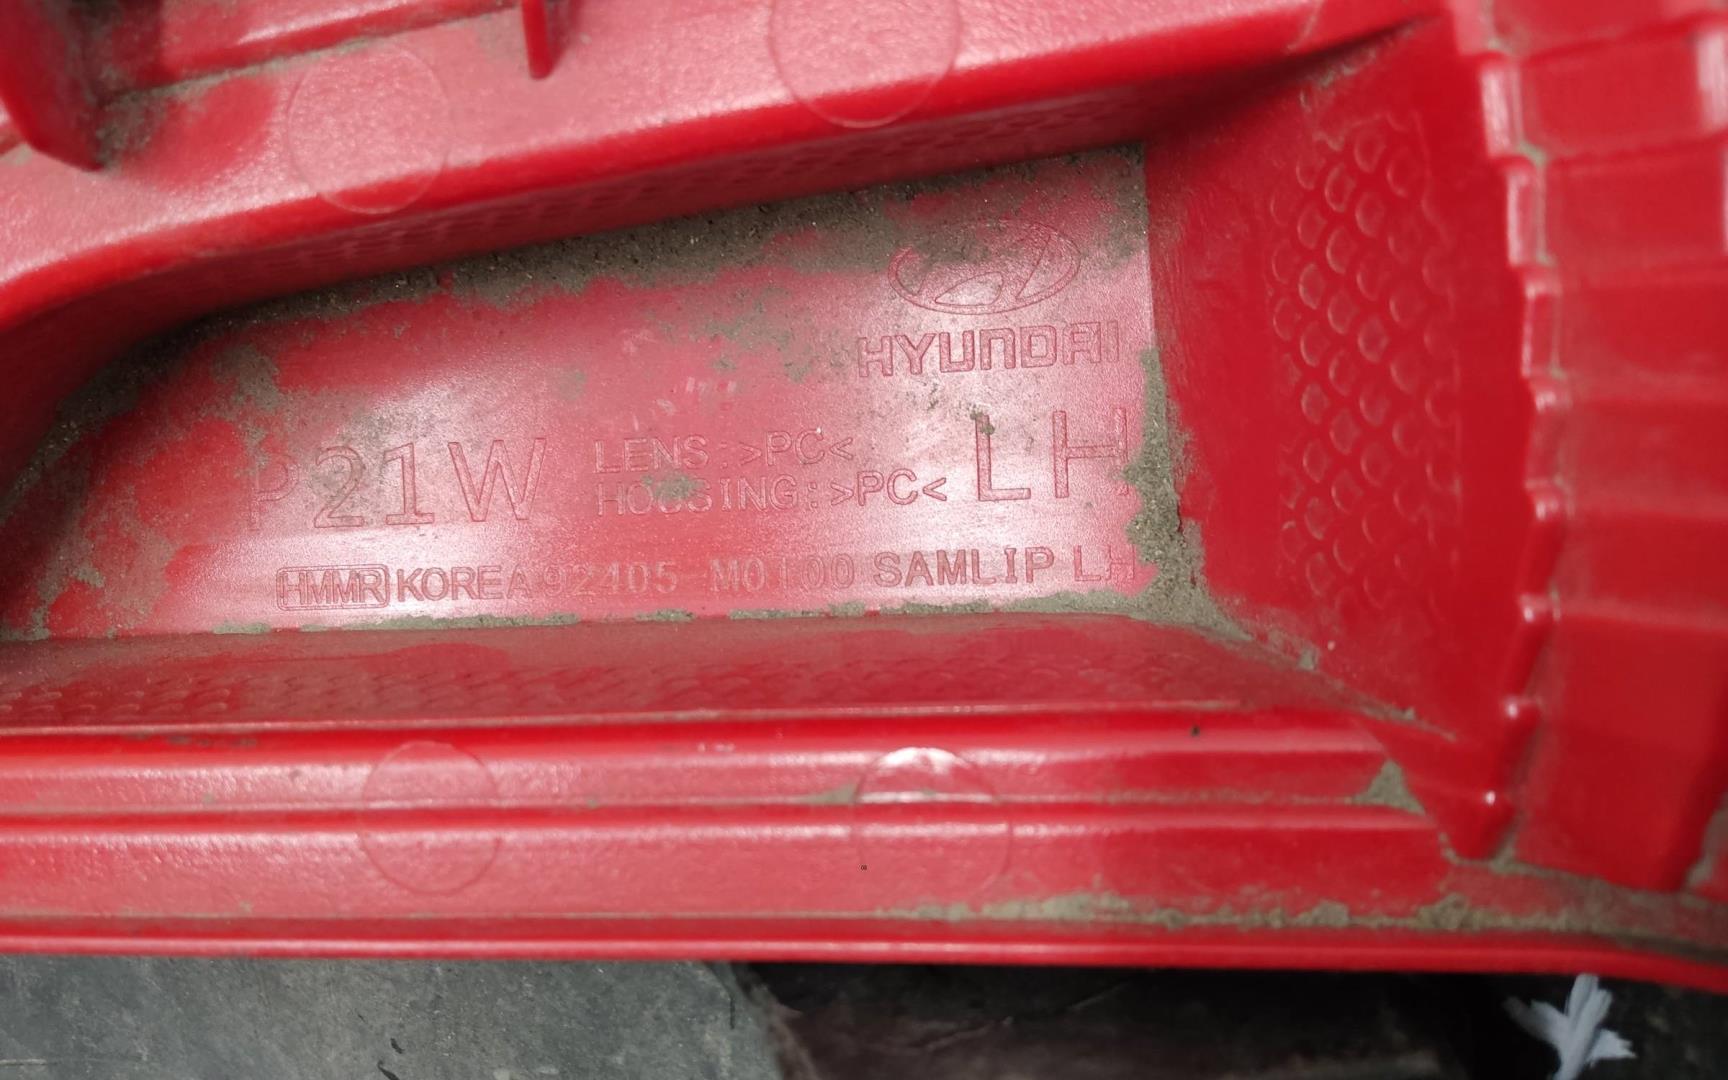 HYUNDAI
P21W
LENS:>PC<
HOUSING:>PC<
LH
HMMR KOREA 92405 M0100 SAMLIP LH